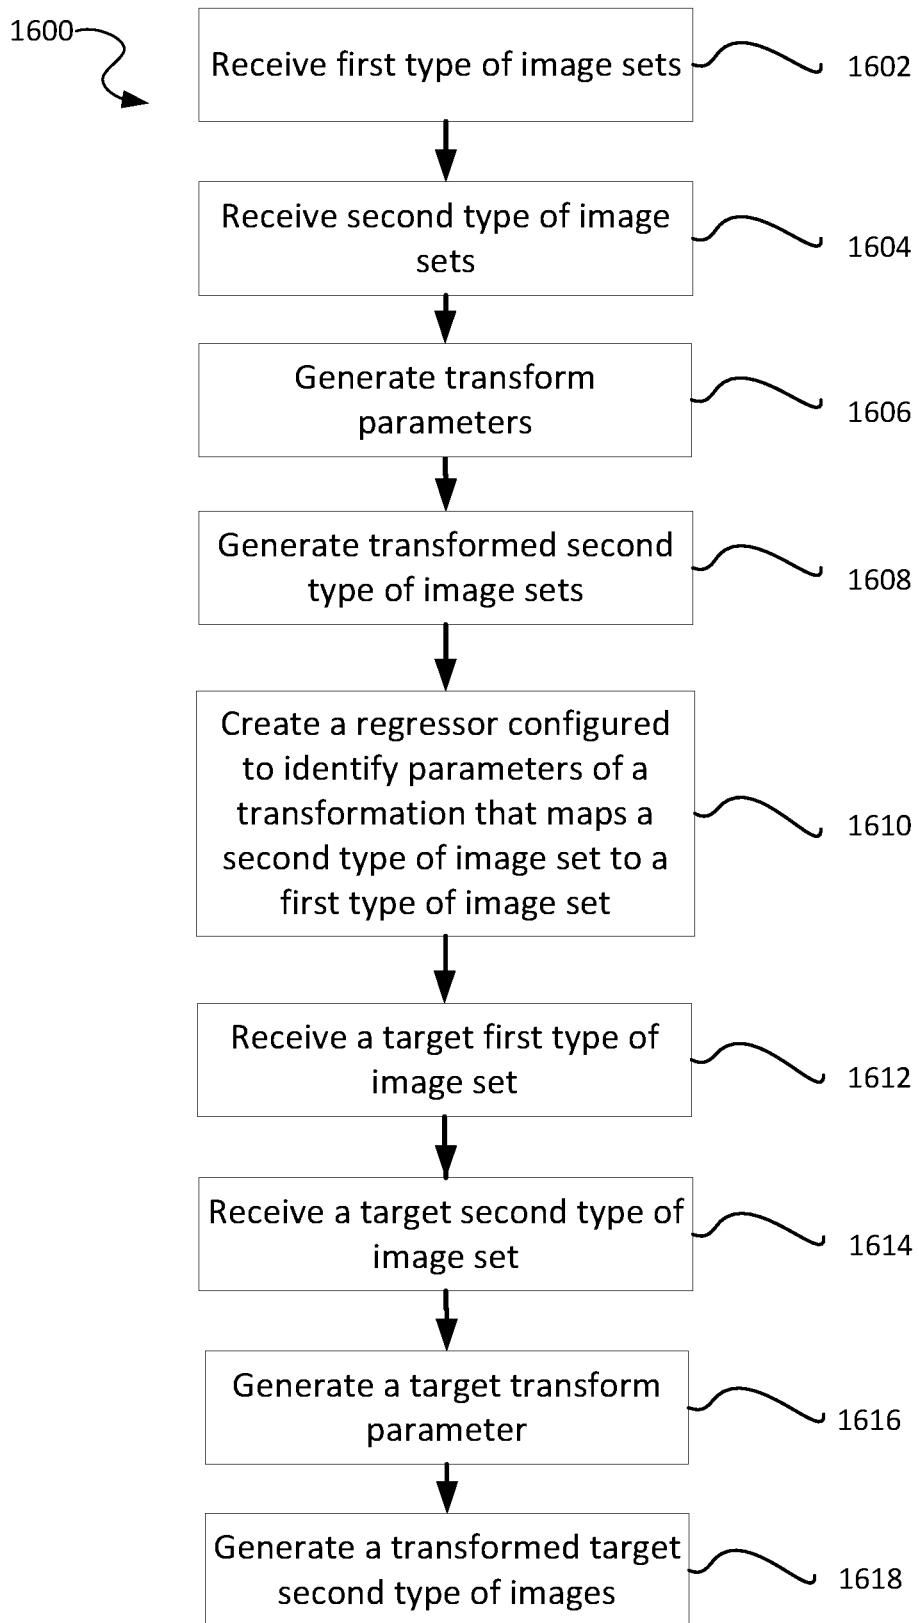 1600
Receive first type of image sets
1602
Receive second type of image
sets
1604
Generate transform
parameters
1606
Generate transformed second
type of image sets
1608
Create a regressor configured
to identify parameters of a
transformation that maps a
second type of image set to a
first type of image set
1610
Receive a target first type of
image set
1612
Receive a target second type of
image set
1614
Generate a target transform
parameter
1616
Generate a transformed target
second type of images
1618